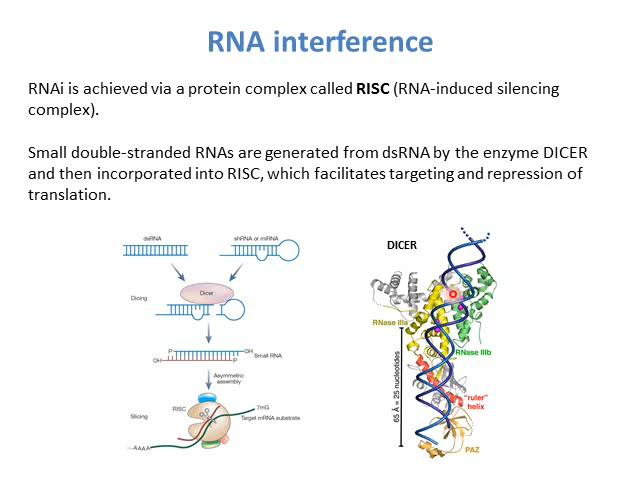 RNA interference
RNAi is achieved via a protein complex called RISC (RNA-induced silencing
complex).
Small double-stranded RNAs are generated from dsRNA by the enzyme DICER
and then incorporated into RISC, which facilitates targeting and repression of
translation.
dsRNA
shRNA or miRNA
Dicing
Dicer
P
OH
OH
P
Small RNA
Asymmetric
assembly
Slicing
RISC
7mG
Target mRNA substrate
AAAA
DICER
RNase IIIa
RNase IIIb
65 Å = 25 nucleotides
"ruler"
helix
PAZ